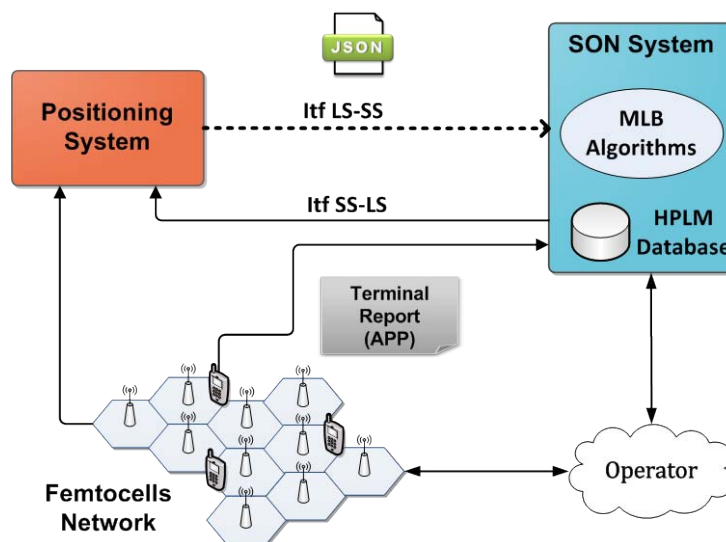 JSON
SON System
Positioning
System
Itf LS-SS
MLB
Algorithms
Itf SS-LS
HPLM
Database
Terminal
Report
(APP)
Operator
Femtocells
Network